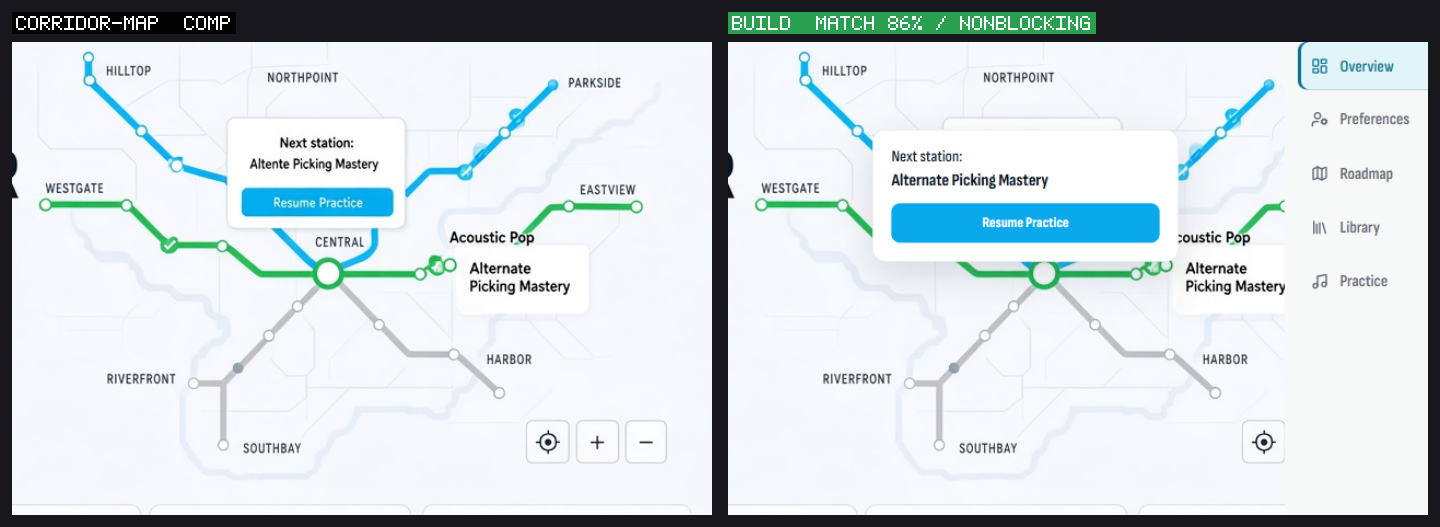 CORRIDOR-MAP COMP
HILLTOP
NORTHPOINT
PARKSIDE
Next station:
Altente Picking Mastery
Resume Practice
WESTGATE
EASTVIEW
CENTRAL
Acoustic Pop
Alternate
Picking Mastery
HARBOR
RIVERFRONT
SOUTHBAY
BUILD MATCH 86% / NONBLOCKING
HILLTOP
NORTHPOINT
Next station:
Alternate Picking Mastery
Resume Practice
WESTGATE
coustic Pop
Alternate
Picking Mastery
HARBOR
RIVERFRONT
SOUTHBAY
Overview
Preferences
Roadmap
Library
Practice